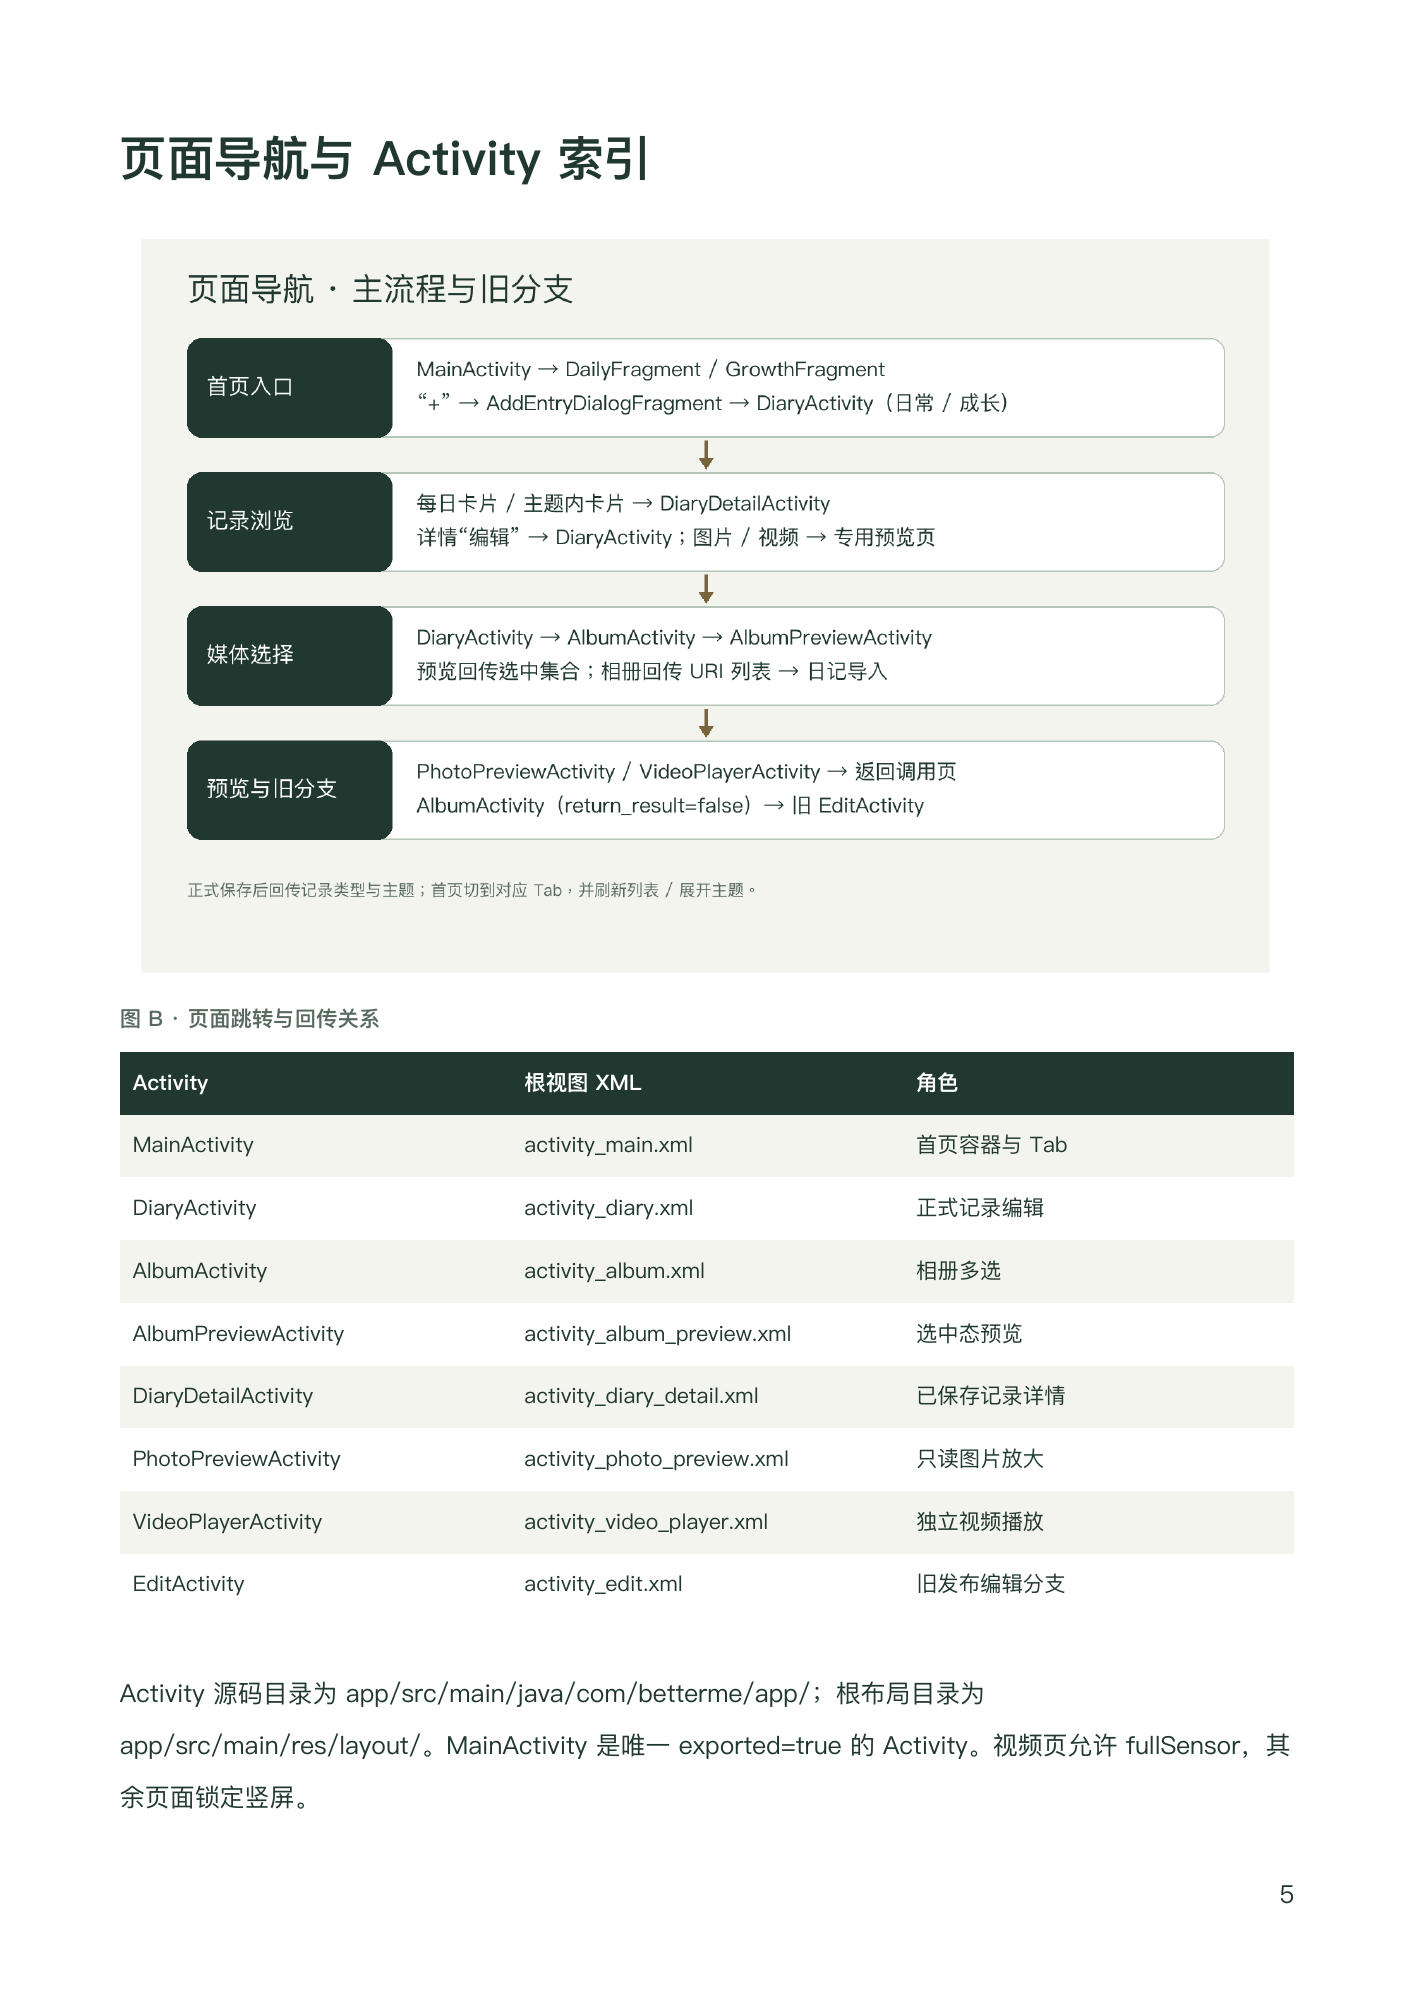 页面导航与 Activity 索引
页面导航 · 主流程与旧分支
首页入口
MainActivity → DailyFragment / GrowthFragment
“+” → AddEntryDialogFragment → DiaryActivity（日常 / 成长）
记录浏览
每日卡片 / 主题内卡片 → DiaryDetailActivity
详情“编辑” → DiaryActivity；图片 / 视频 → 专用预览页
媒体选择
DiaryActivity → AlbumActivity → AlbumPreviewActivity
预览回传选中集合；相册回传 URI 列表 → 日记导入
预览与旧分支
PhotoPreviewActivity / VideoPlayerActivity → 返回调用页
AlbumActivity（return_result=false）→ 旧 EditActivity
正式保存后回传记录类型与主题；首页切到对应 Tab，并刷新列表 / 展开主题。
图 B · 页面跳转与回传关系
Activity 根视图 XML 角色
MainActivity activity_main.xml 首页容器与 Tab
DiaryActivity activity_diary.xml 正式记录编辑
AlbumActivity activity_album.xml 相册多选
AlbumPreviewActivity activity_album_preview.xml 选中态预览
DiaryDetailActivity activity_diary_detail.xml 已保存记录详情
PhotoPreviewActivity activity_photo_preview.xml 只读图片放大
VideoPlayerActivity activity_video_player.xml 独立视频播放
EditActivity activity_edit.xml 旧发布编辑分支
Activity 源码目录为 app/src/main/java/com/betterme/app/；根布局目录为
app/src/main/res/layout/。MainActivity 是唯一 exported=true 的 Activity。视频页允许 fullSensor，其
余页面锁定竖屏。
5